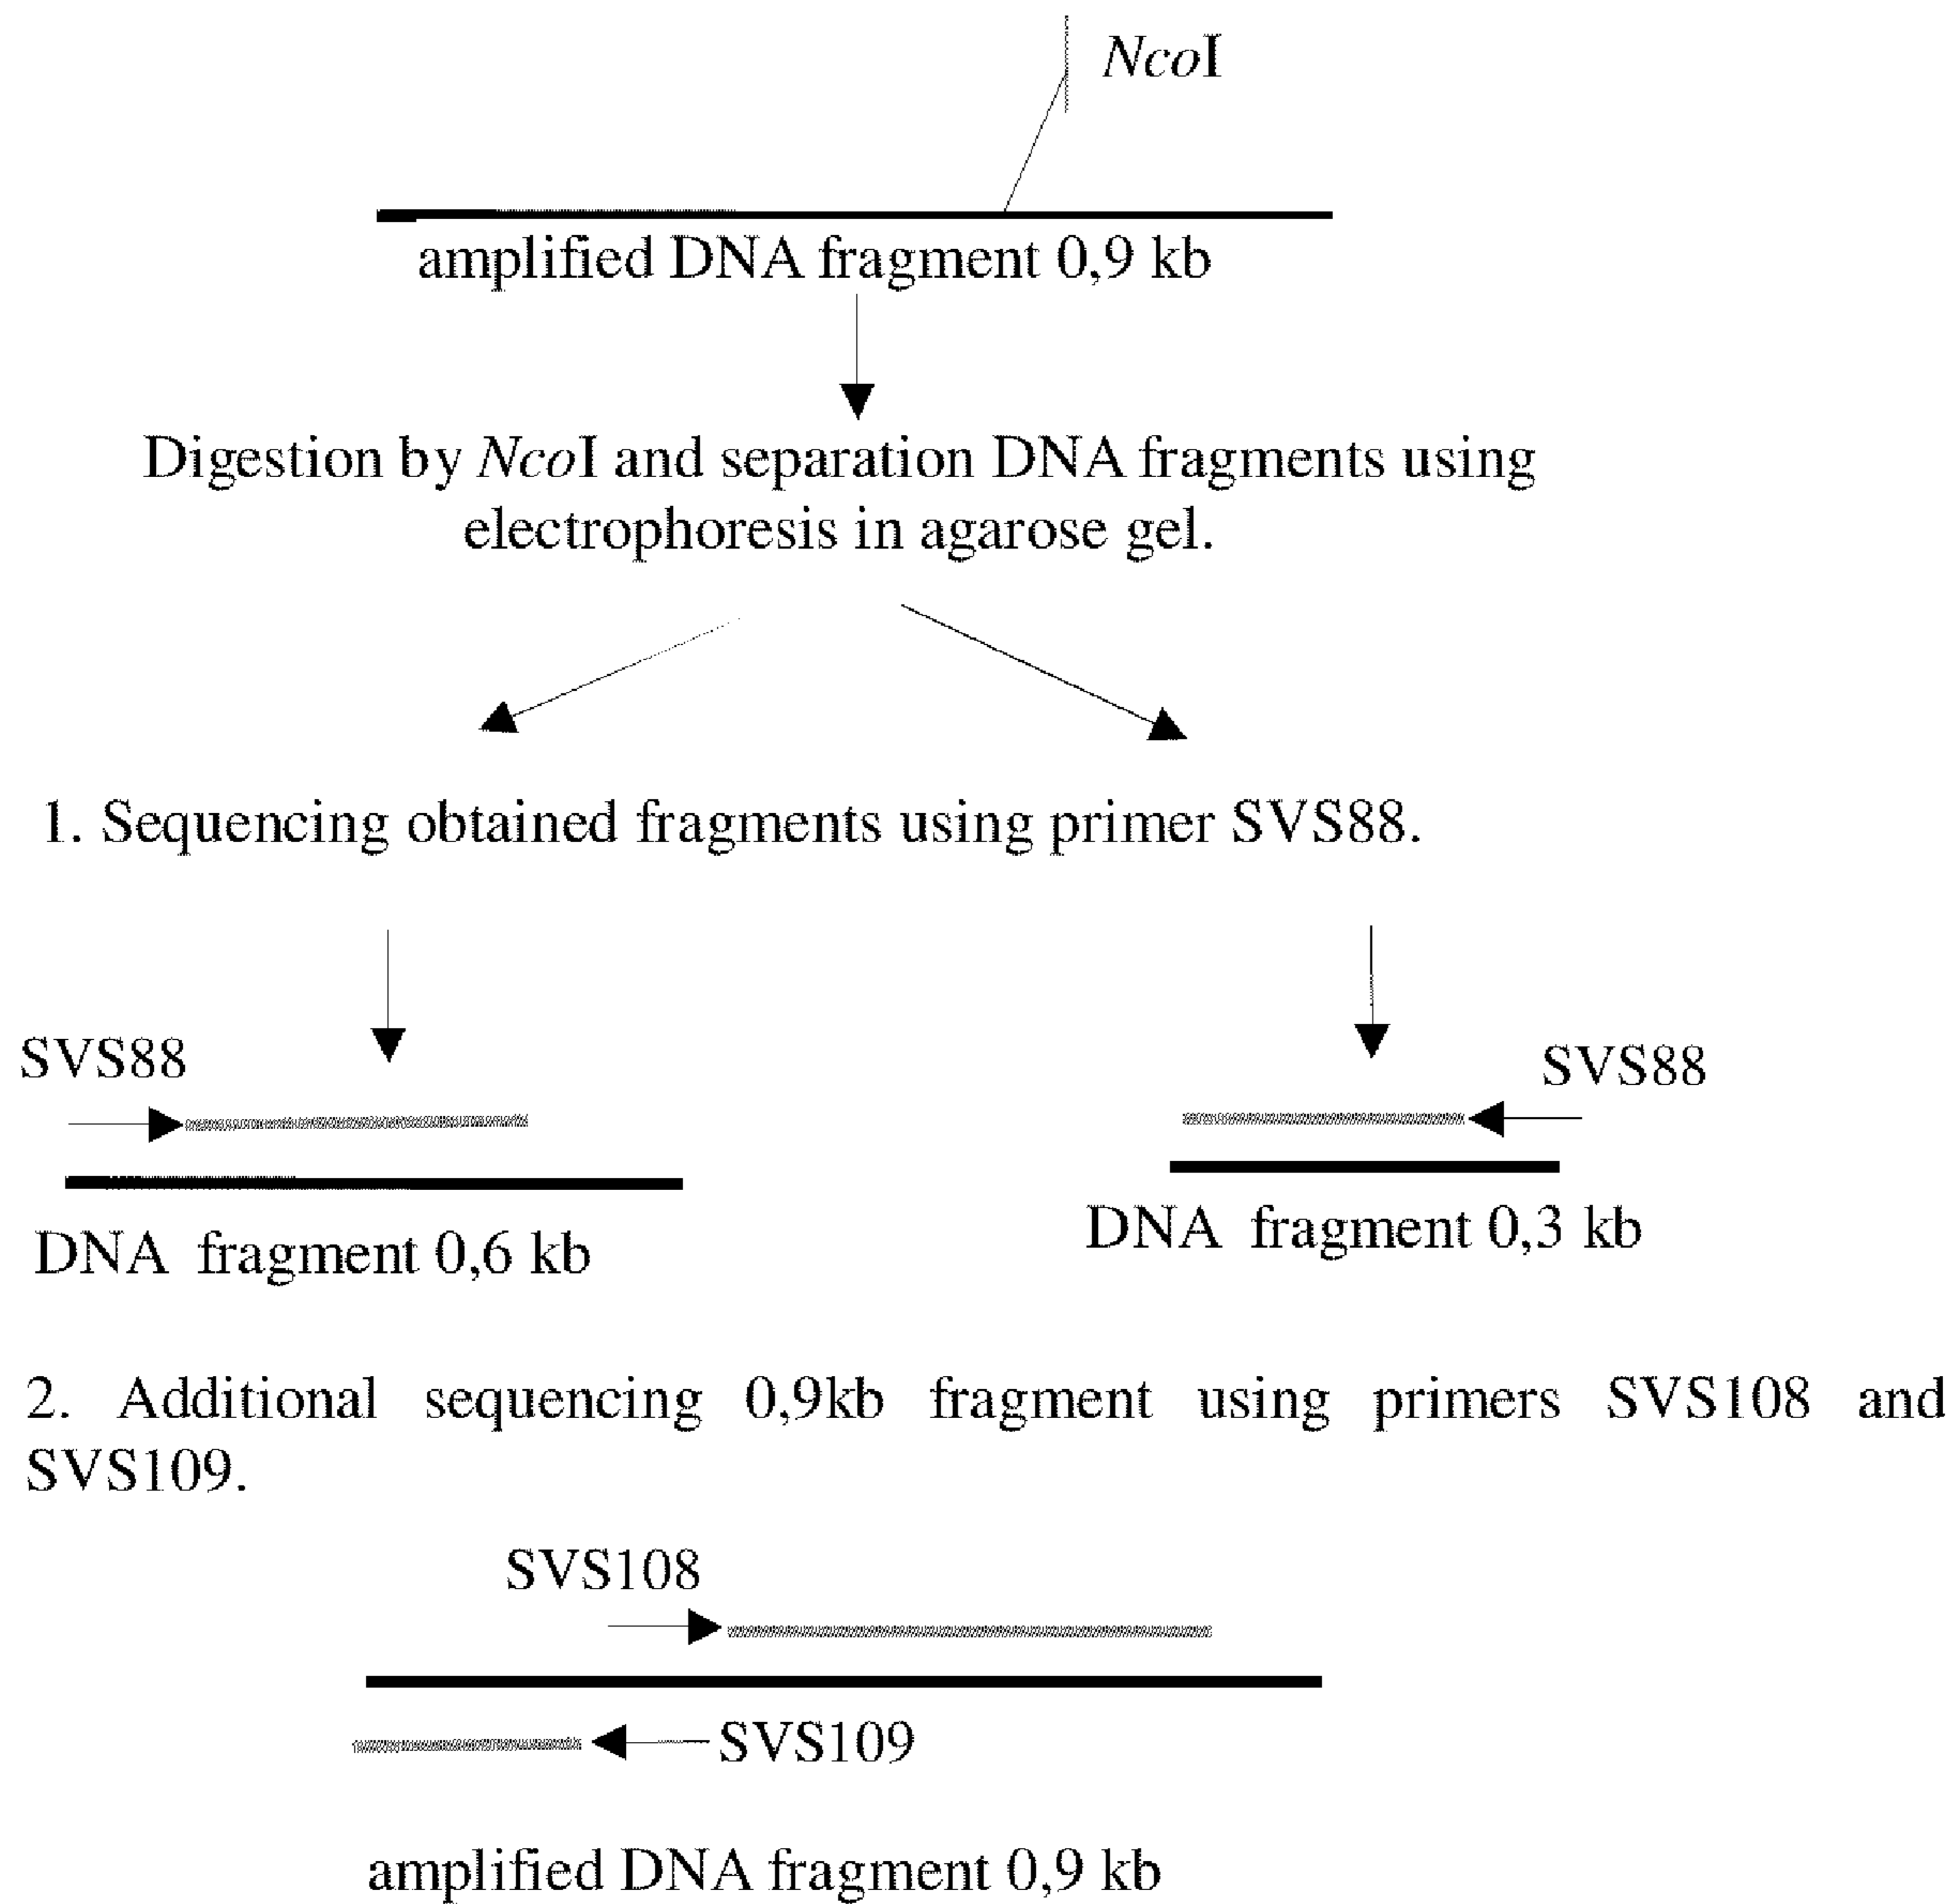 NcoI
amplified DNA fragment 0,9 kb
Digestion by NcoI and separation DNA fragments using
electrophoresis in agarose gel.
1. Sequencing obtained fragments using primer SVS88.
SVS88
SVS88
DNA fragment 0,6 kb
DNA fragment 0,3 kb
2. Additional sequencing 0,9kb fragment using primers SVS108 and
SVS109.
SVS108
SVS109
amplified DNA fragment 0,9 kb